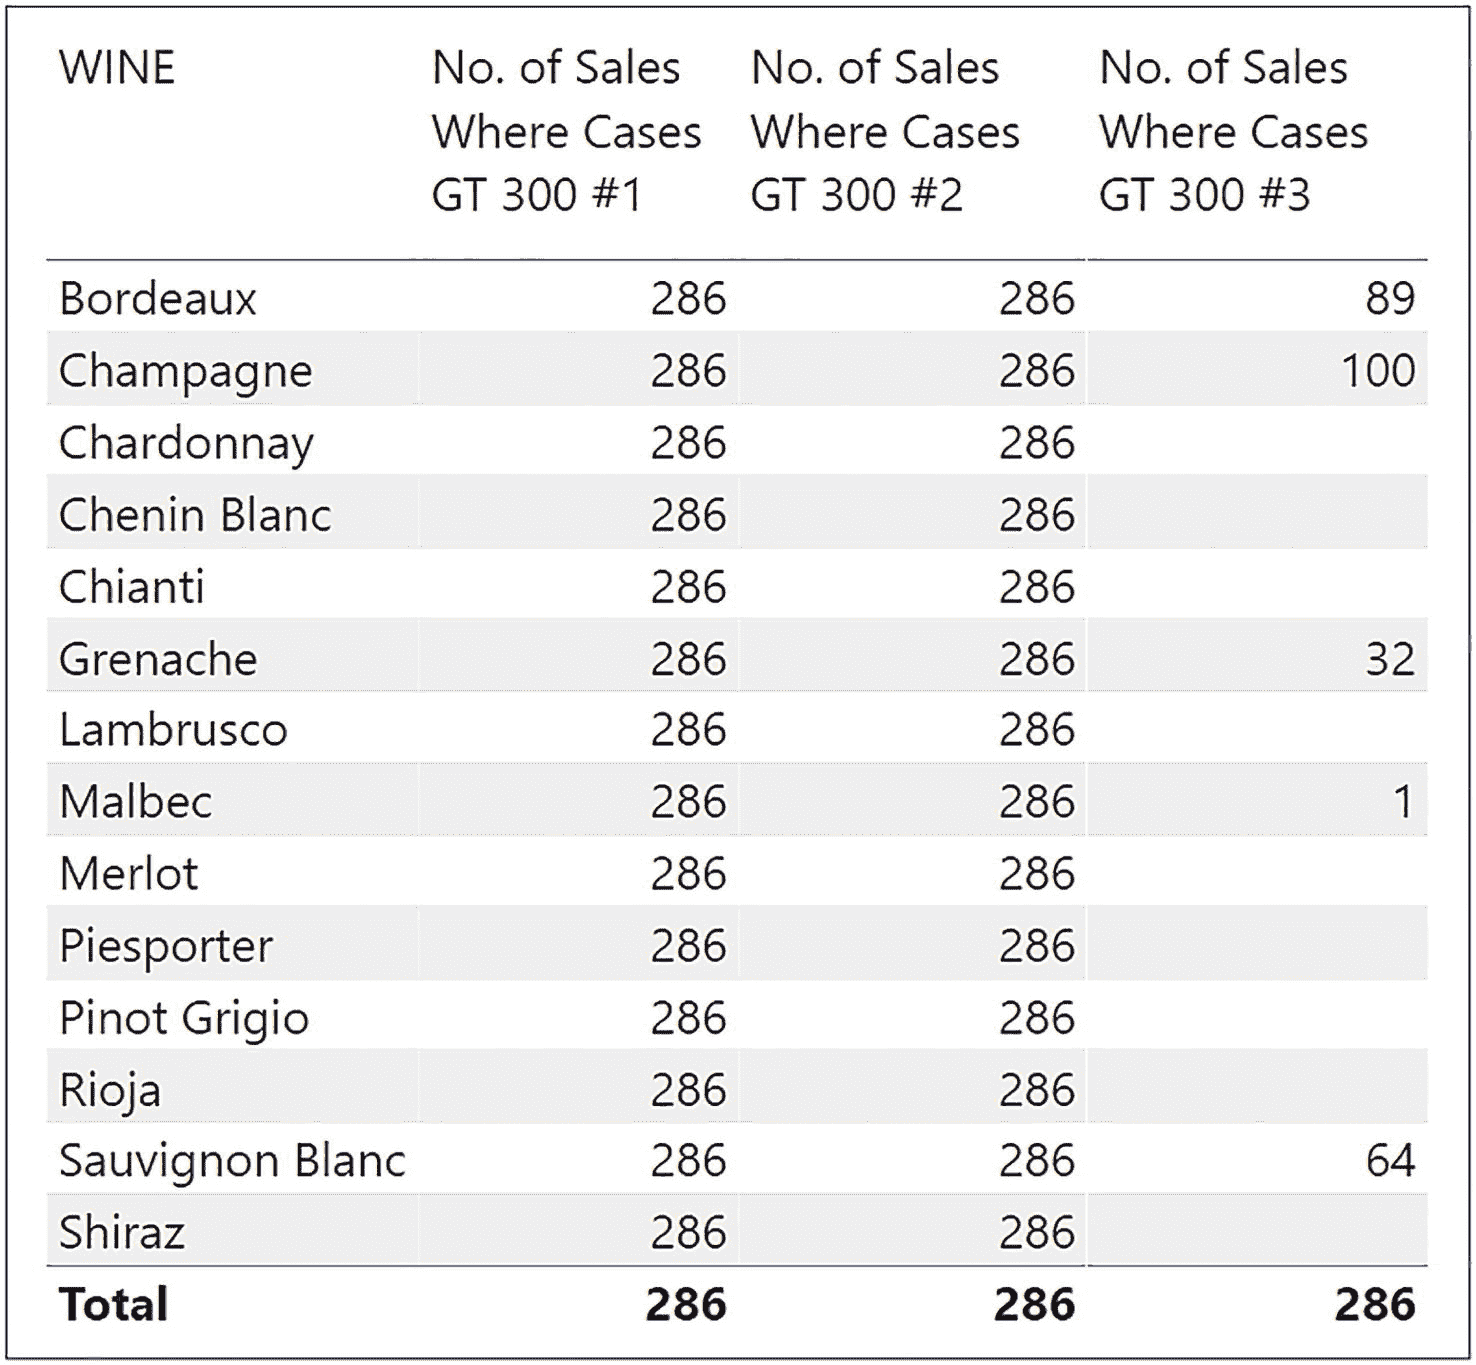 WINE No. of Sales No. of Sales No. of Sales
Where Cases Where Cases Where Cases
GT 300 #1 GT 300 #2 GT 300 #3
Bordeaux 286 286 89
Champagne 286 286 100
Chardonnay 286 286
Chenin Blanc 286 286
Chianti 286 286
Grenache 286 286 32
Lambrusco 286 286
Malbec 286 286 1
Merlot 286 286
Piesporter 286 286
Pinot Grigio 286 286
Rioja 286 286
Sauvignon Blanc 286 286 64
Shiraz 286 286
Total 286 286 286